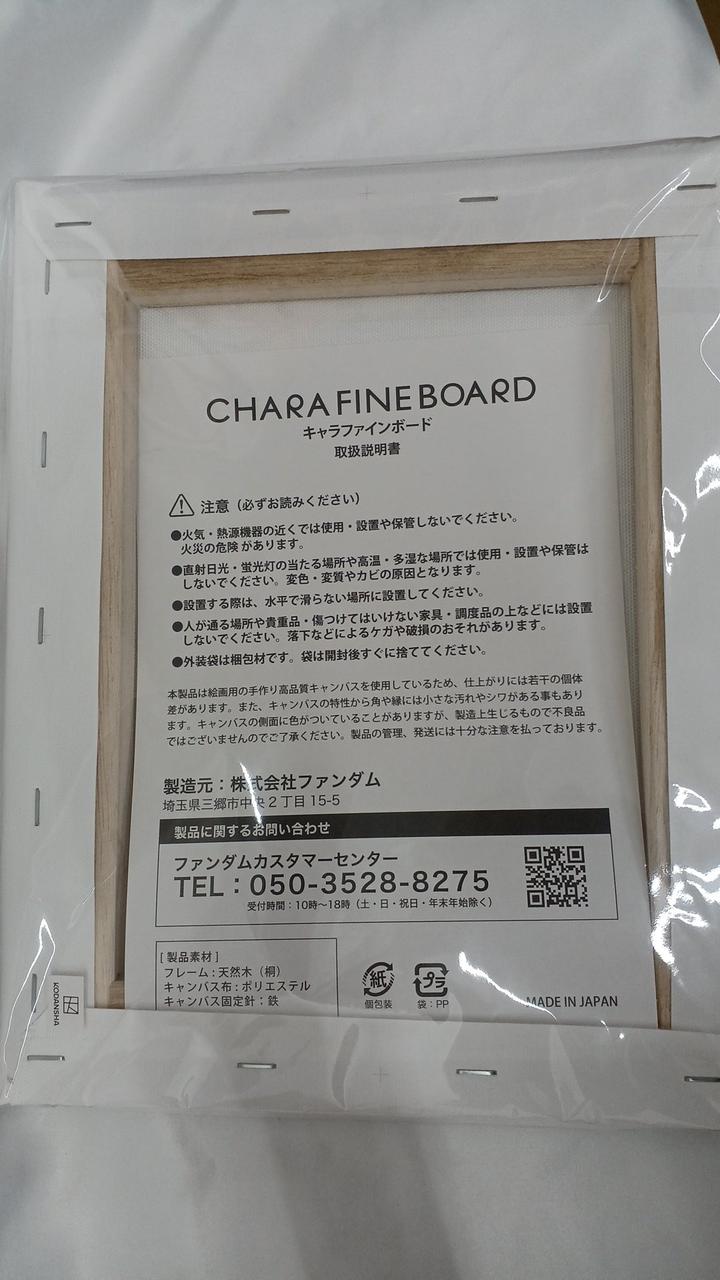 CHARA FINE BOARD
キャラファインボード
取扱説明書
注意（必ずお読みください）
●火気・熱源機器の近くでは使用・設置や保管しないでください。
火災の危険 があります。
●直射日光・蛍光灯の当たる場所や高温・多湿な場所では使用・設置や保管は
しないでください。変色・変質やカビの原因となります。
●設置する際は、水平で滑らない場所に設置してください。
●人が通る場所や貴重品・傷つけてはいけない家具・調度品の上などには設置
しないでください。落下などによるケガや破損のおそれがあります。
●外装袋は梱包材です。袋は開封後すぐに捨ててください。
本製品は絵画用の手作り高品質キャンバスを使用しているため、仕上がりには若干の個体
差があります。また、キャンバスの特性から角や縁には小さな汚れやシワがある事もあり
ます。キャンバスの側面に色がついていることがありますが、製造上生じるもので不良品
ではございませんのでご了承ください。製品の管理、発送には十分な注意を払っております。
製造元：株式会社ファンダム
埼玉県三郷市中央２丁目 15-5
製品に関するお問い合わせ
ファンダムカスタマーセンター
TEL：050-3528-8275
受付時間：10時～18時（土・日・祝日・年末年始除く）
[ 製品素材 ]
フレーム：天然木（桐）
キャンバス布：ポリエステル
キャンバス固定針：鉄
紙
個包装
プラ
袋：PP
MADE IN JAPAN
KODANSHA